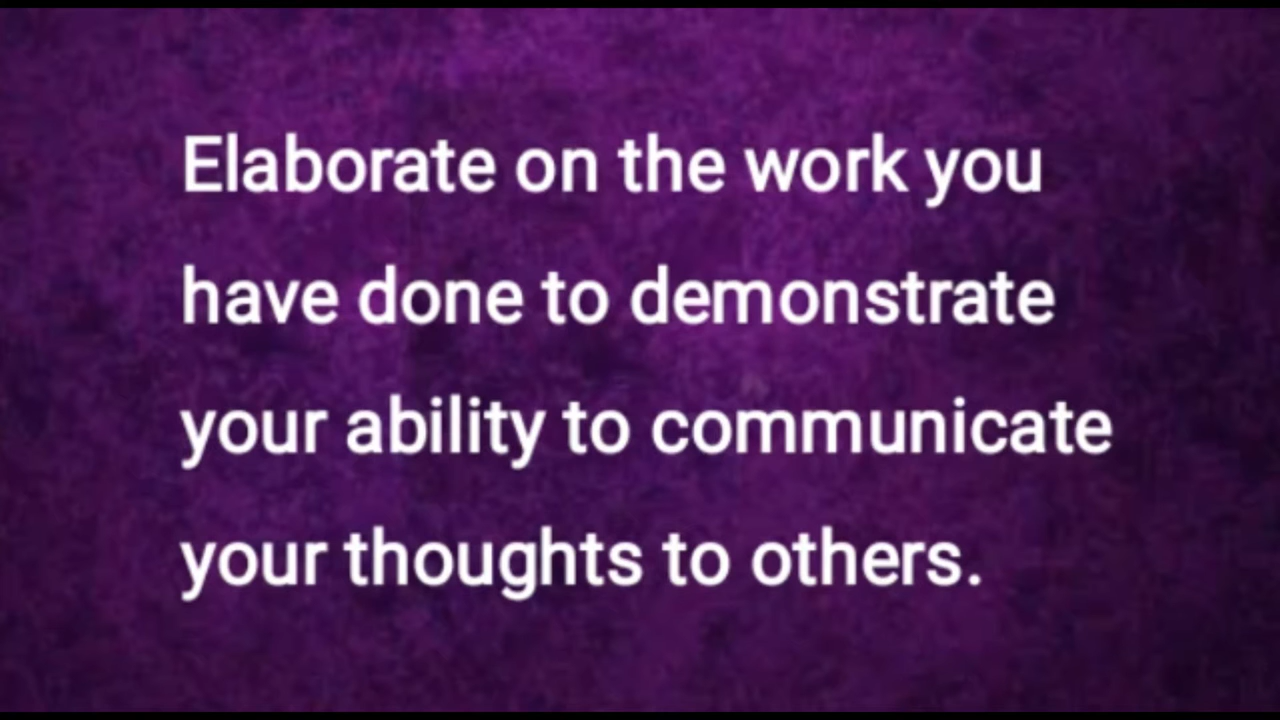 Elaborate on the work you
have done to demonstrate
your ability to communicate
your thoughts to others.